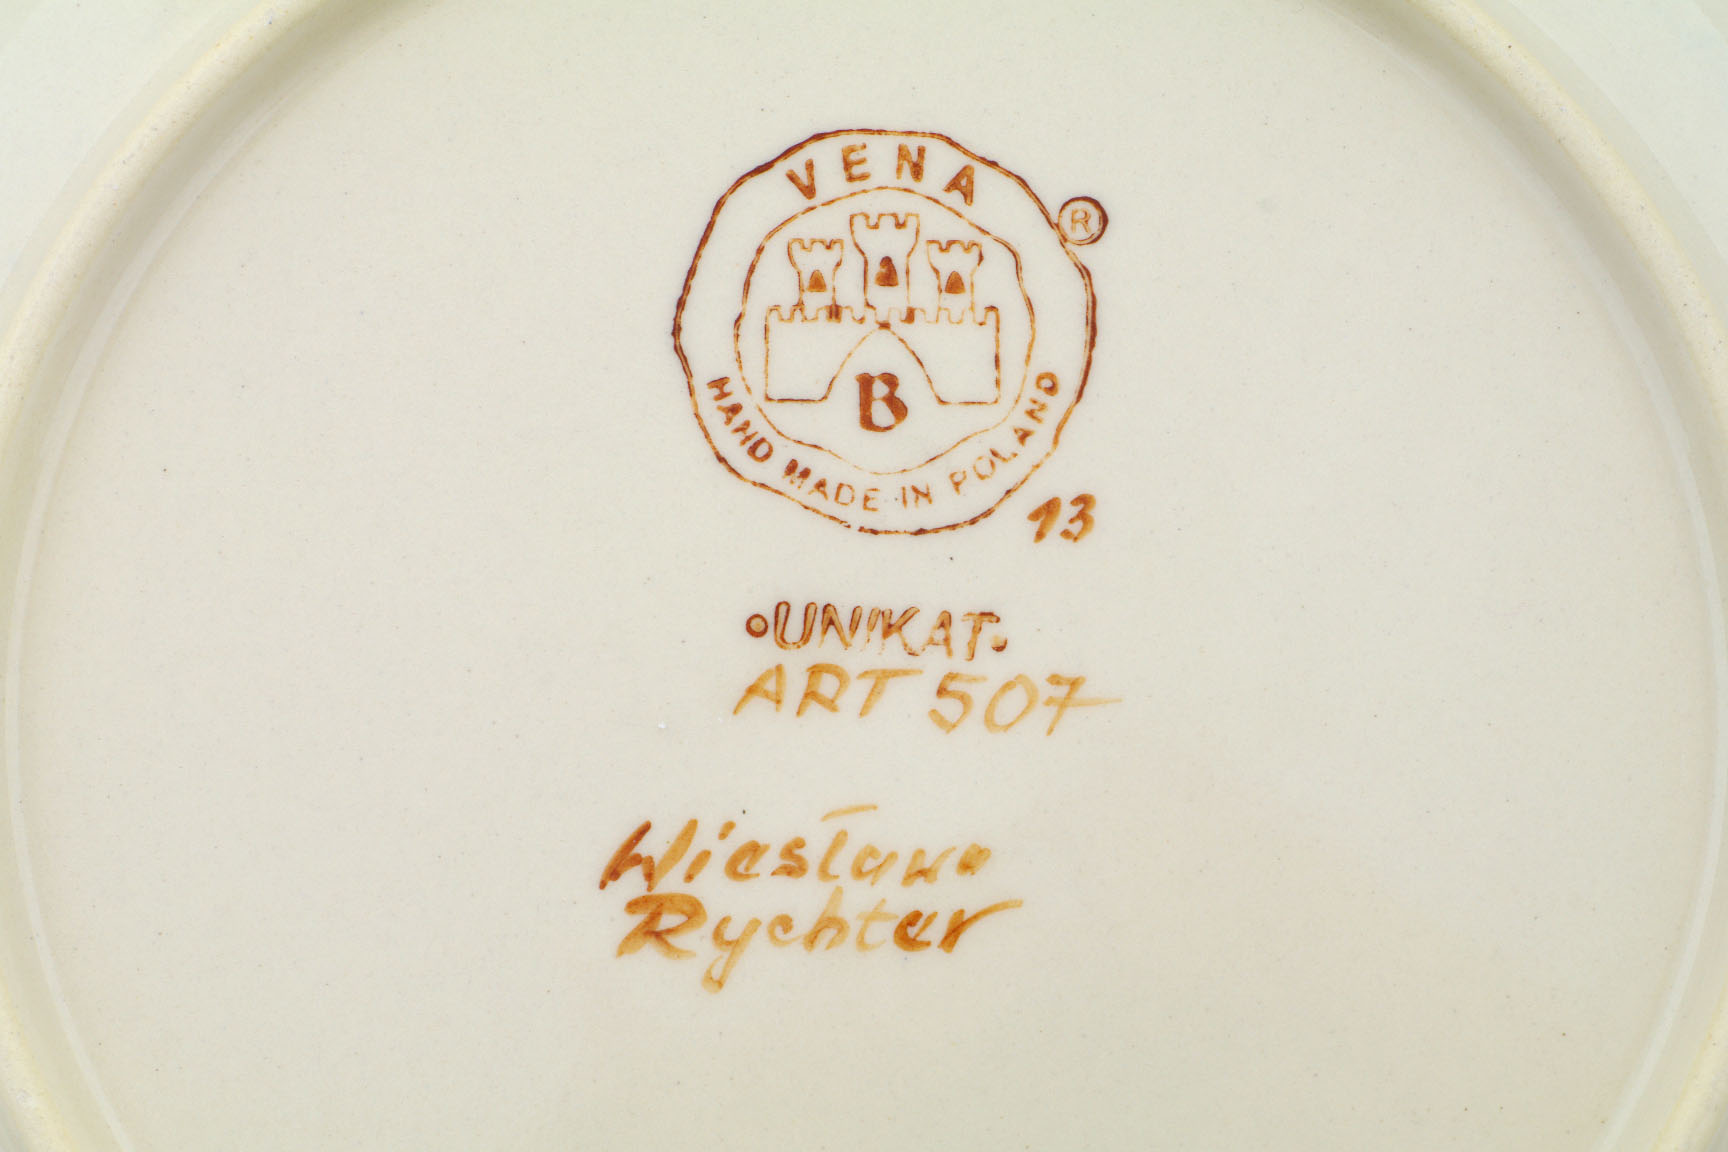 VENA
®
B
HAND MADE IN POLAND
13
•UNIKAT•
ART 507
Wiesława
Rychter